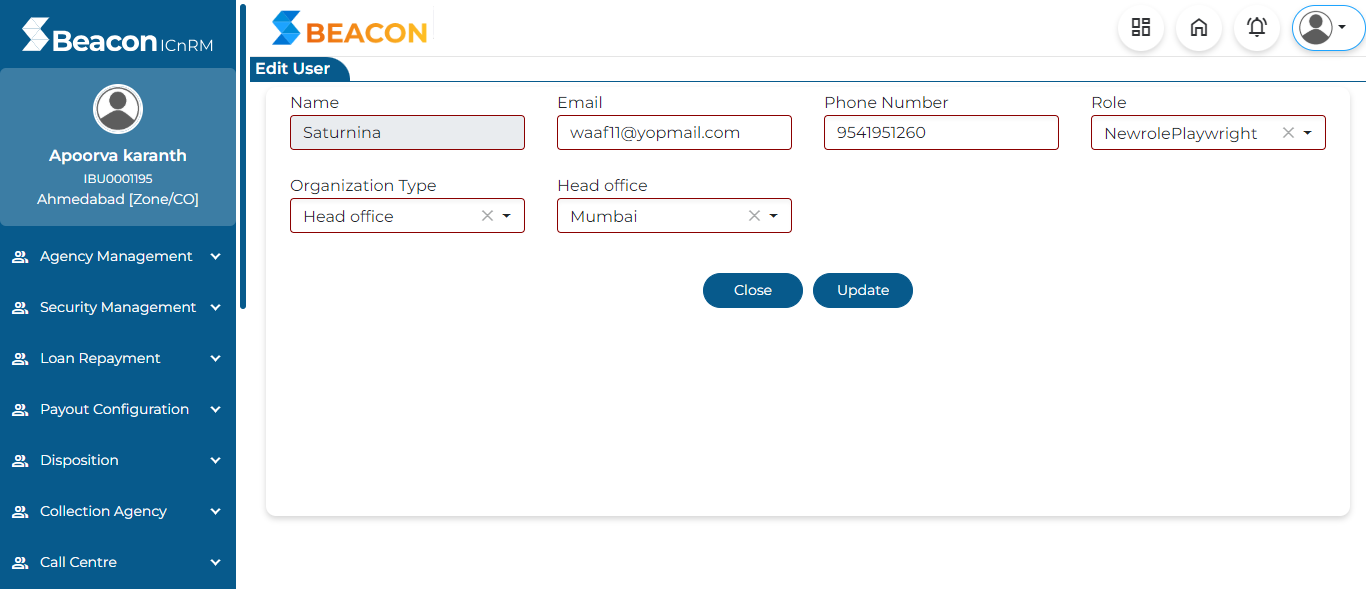 Beacon ICnRM
BEACON
Edit User
Apoorva karanth
IBU0001195
Ahmedabad [Zone/CO]
Agency Management
Security Management
Loan Repayment
Payout Configuration
Disposition
Collection Agency
Call Centre
Name
Email
Phone Number
Role
Saturnina
waaf11@yopmail.com
9541951260
NewrolePlaywright
Organization Type
Head office
Head office
Mumbai
Close
Update